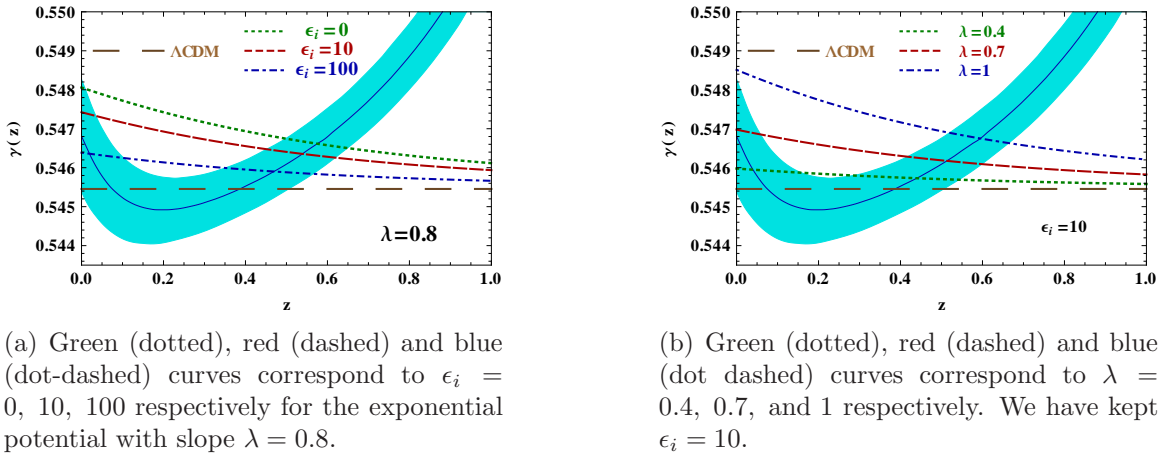 0.550
0.549
0.548
0.547
0.546
0.545
0.544
γ(z)
ΛCDM
ϵi=0
ϵi=10
ϵi=100
λ=0.8
0.0 0.2 0.4 0.6 0.8 1.0
z
(a) Green (dotted), red (dashed) and blue
(dot-dashed) curves correspond to ϵi =
0, 10, 100 respectively for the exponential
potential with slope λ = 0.8.
0.550
0.549
0.548
0.547
0.546
0.545
0.544
γ(z)
ΛCDM
λ=0.4
λ=0.7
λ=1
ϵi=10
0.0 0.2 0.4 0.6 0.8 1.0
z
(b) Green (dotted), red (dashed) and blue
(dot dashed) curves correspond to λ =
0.4, 0.7, and 1 respectively. We have kept
ϵi = 10.